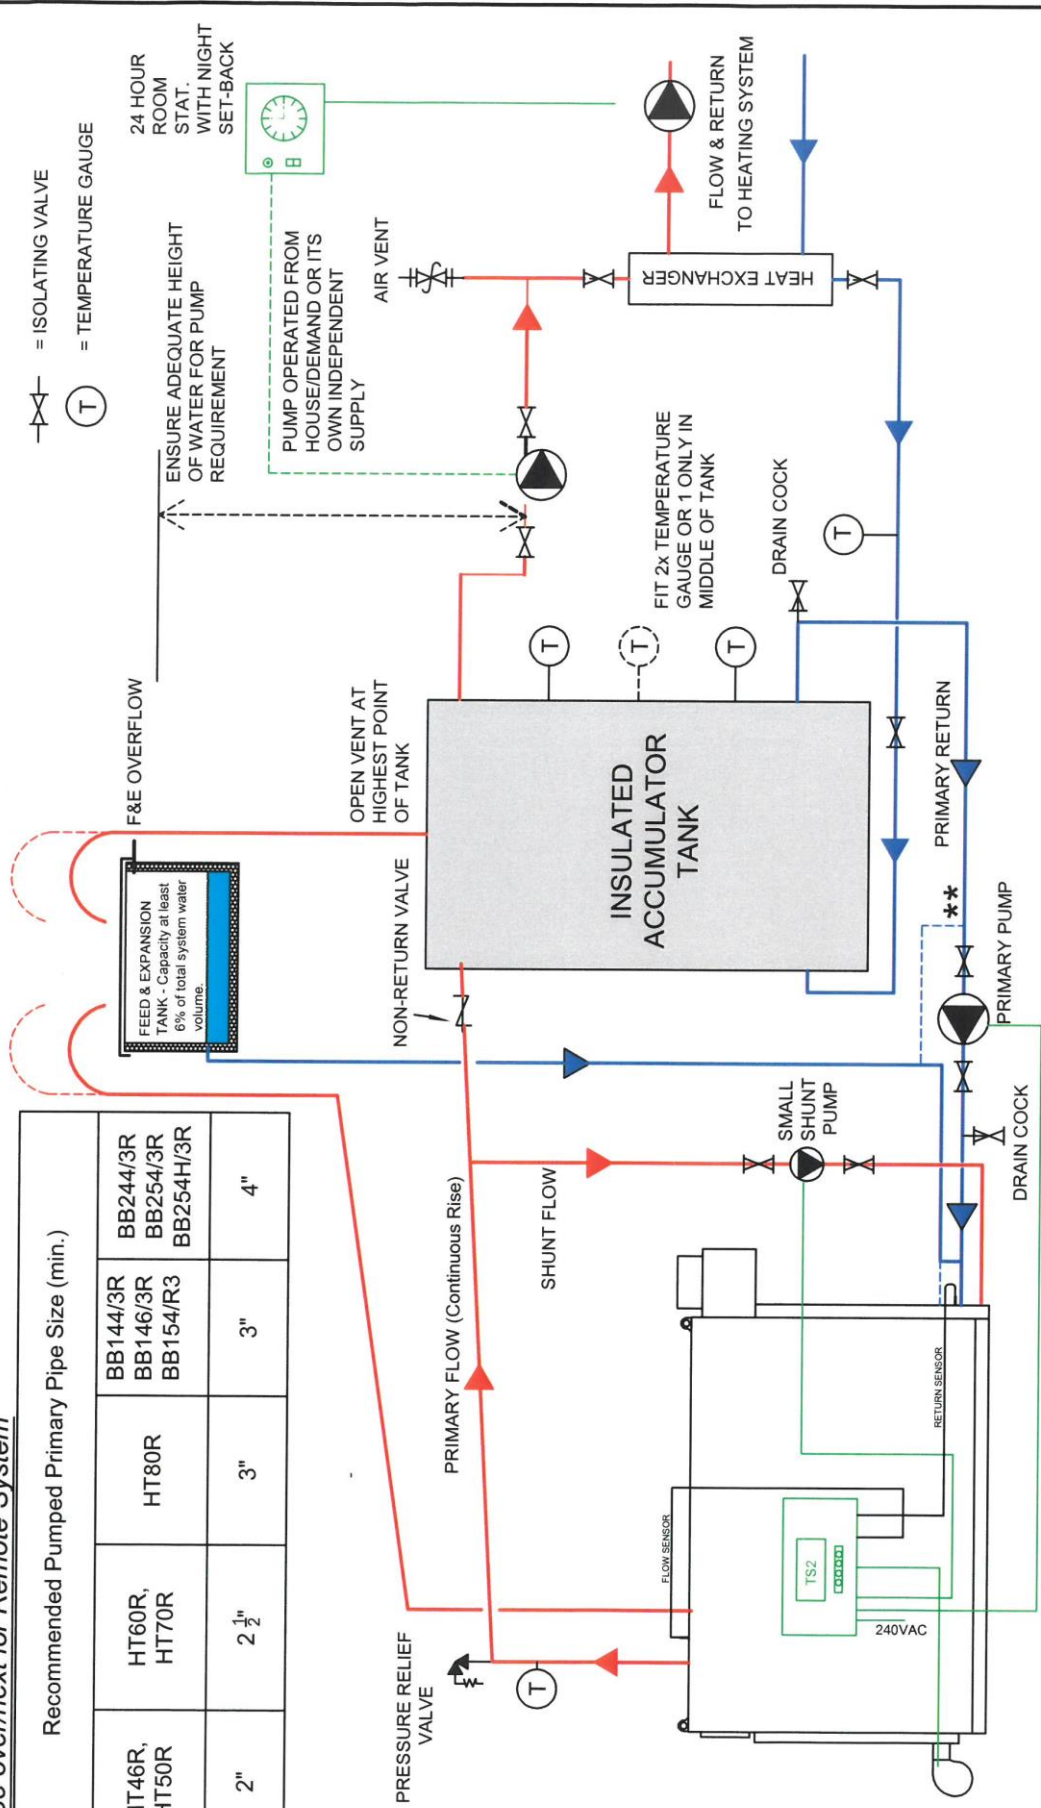 for Remote System
Recommended Pumped Primary Pipe Size (min.)
HT60R,
HT70R
HT80R
BB144/3R
BB146/3R
BB154/R3
BB244/3R
BB254/3R
BB254H/3R
HT50R
2"
2 ½"
3"
3"
4"
= ISOLATING VALVE
T
= TEMPERATURE GAUGE
FEED & EXPANSION
TANK - Capacity at least
6% of total system water
volume.
F&E OVERFLOW
ENSURE ADEQUATE HEIGHT
OF WATER FOR PUMP
REQUIREMENT
24 HOUR
ROOM
STAT.
WITH NIGHT
SET-BACK
PUMP OPERATED FROM
HOUSE/DEMAND OR ITS
OWN INDEPENDENT
SUPPLY
OPEN VENT AT
HIGHEST POINT
OF TANK
AIR VENT
NON-RETURN VALVE
PRESSURE RELIEF
VALVE
T
PRIMARY FLOW (Continuous Rise)
SHUNT FLOW
INSULATED
ACCUMULATOR
TANK
T
T
T
FIT 2x TEMPERATURE
GAUGE OR 1 ONLY IN
MIDDLE OF TANK
HEAT EXCHANGER
FLOW & RETURN
TO HEATING SYSTEM
DRAIN COCK
T
FLOW SENSOR
TS2
240VAC
RETURN SENSOR
SMALL
SHUNT
PUMP
PRIMARY RETURN
**
PRIMARY PUMP
DRAIN COCK